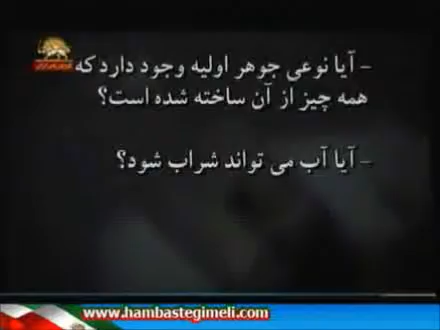 - آیا نوعی جوهر اولیه وجود دارد که
همه چیز از آن ساخته شده است؟
- آیا آب می تواند شراب شود؟
www.hambastegimeli.com